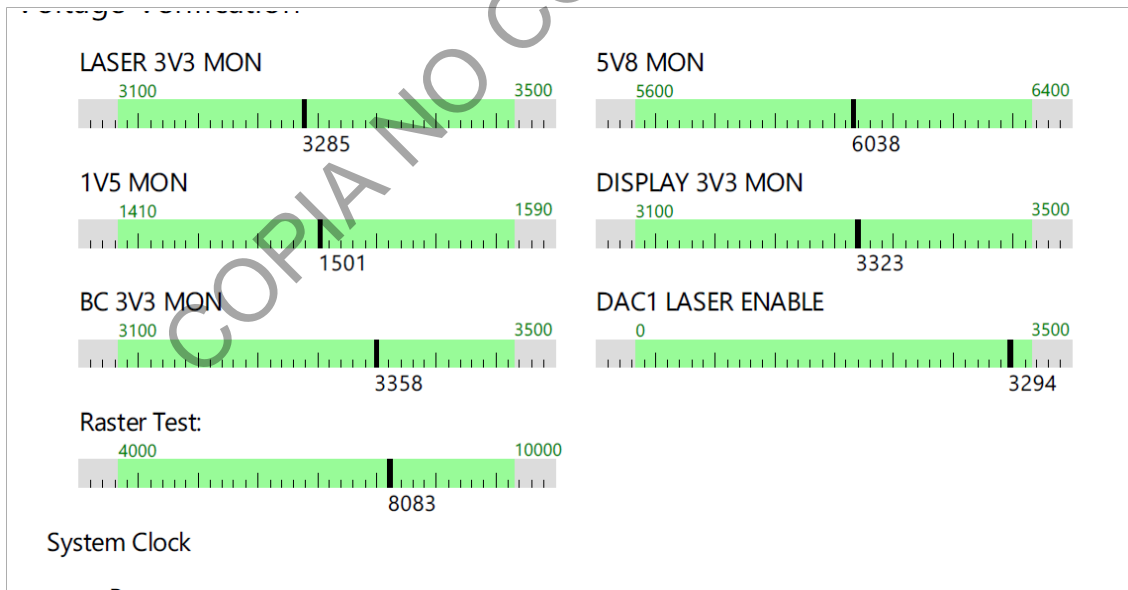 Voltage Verification
COPIA NO CO
LASER 3V3 MON
3100 3500
3285
5V8 MON
5600 6400
6038
1V5 MON
1410 1590
1501
DISPLAY 3V3 MON
3100 3500
3323
BC 3V3 MON
3100 3500
3358
DAC1 LASER ENABLE
0 3500
3294
Raster Test:
4000 10000
8083
System Clock